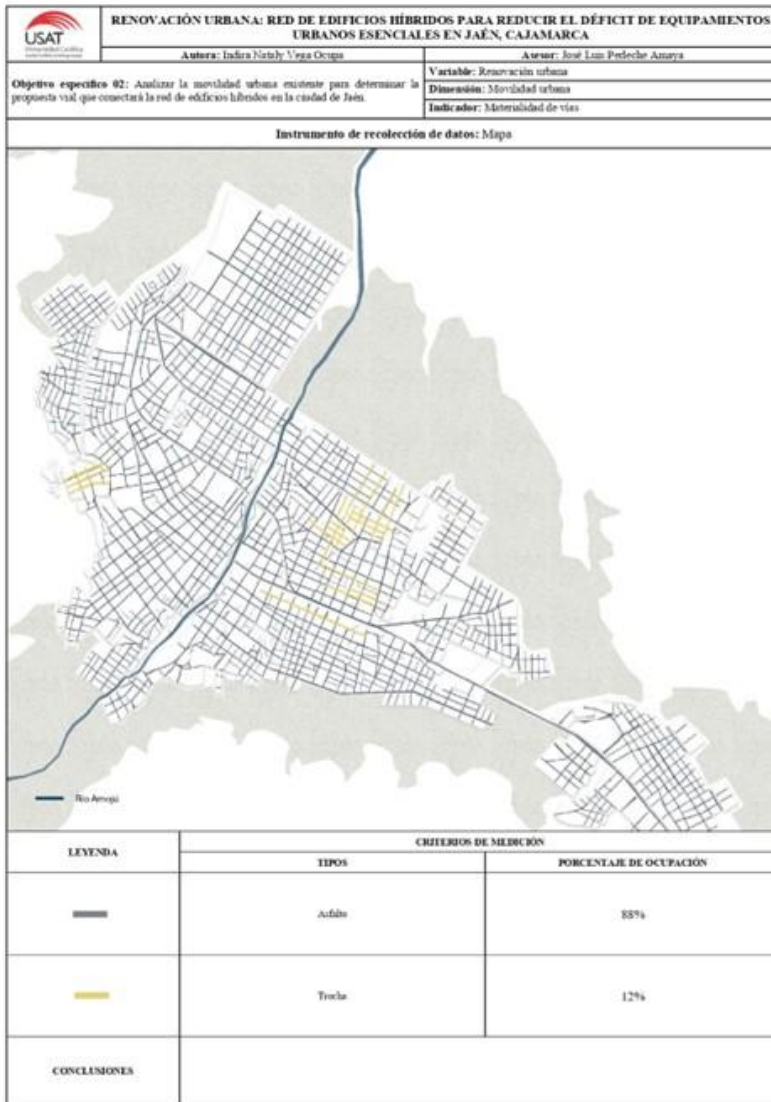 USAT
Universidad Católica
RENOVACIÓN URBANA: RED DE EDIFICIOS HÍBRIDOS PARA REDUCIR EL DÉFICIT DE EQUIPAMIENTOS
URBANOS ESENCIALES EN JAÉN, CAJAMARCA
Autora: Indira Nataly Vega Ocupa
Asesor: José Luis Perleche Amaya
Objetivo específico 02: Analizar la movilidad urbana existente para determinar la
propuesta vial que conectará la red de edificios híbridos en la ciudad de Jaén.
Variable: Renovación urbana
Dimensión: Movilidad urbana
Indicador: Materialidad de vías
Instrumento de recolección de datos: Mapa
Río Amojú
LEYENDA
CRITERIOS DE MEDICIÓN
TIPOS
PORCENTAJE DE OCUPACIÓN
Asfalto
88%
Trocha
12%
CONCLUSIONES